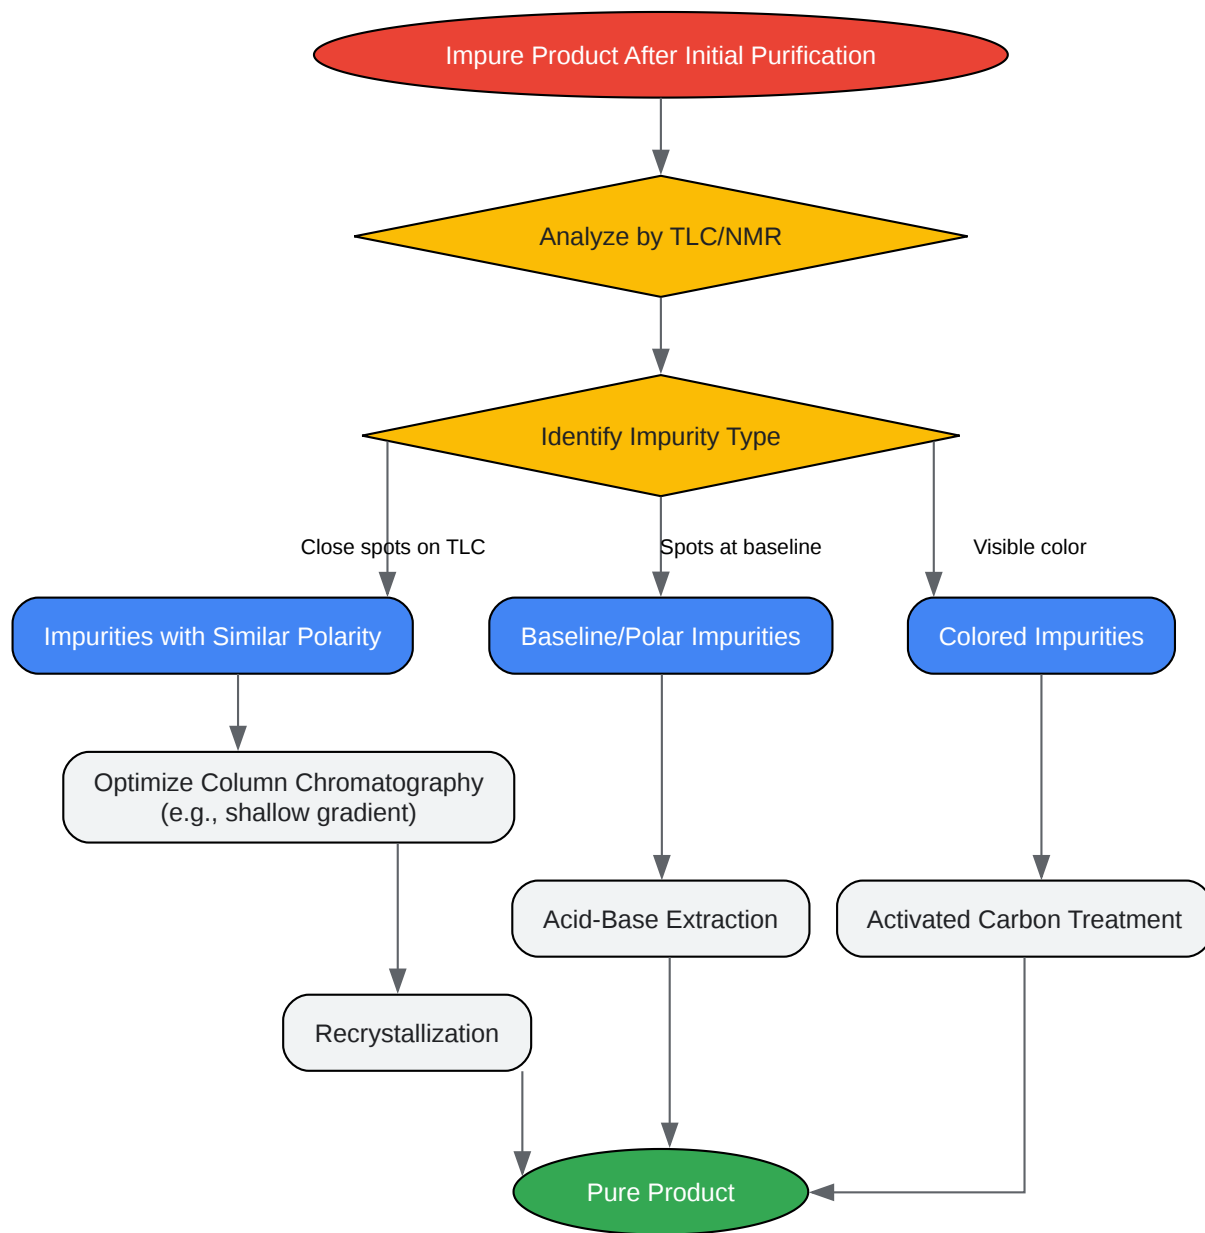 Impure Product After Initial Purification
Analyze by TLC/NMR
Identify Impurity Type
Close spots on TLC
Spots at baseline
Visible color
Impurities with Similar Polarity
Baseline/Polar Impurities
Colored Impurities
Optimize Column Chromatography
(e.g., shallow gradient)
Acid-Base Extraction
Activated Carbon Treatment
Recrystallization
Pure Product